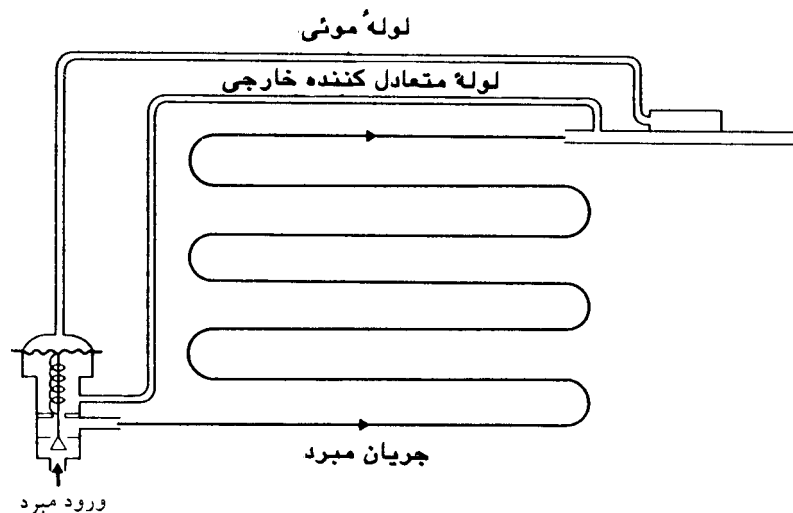 لولهٔ موئی
لولهٔ متعادل کننده خارجی
جریان مبرد
ورود مبرد